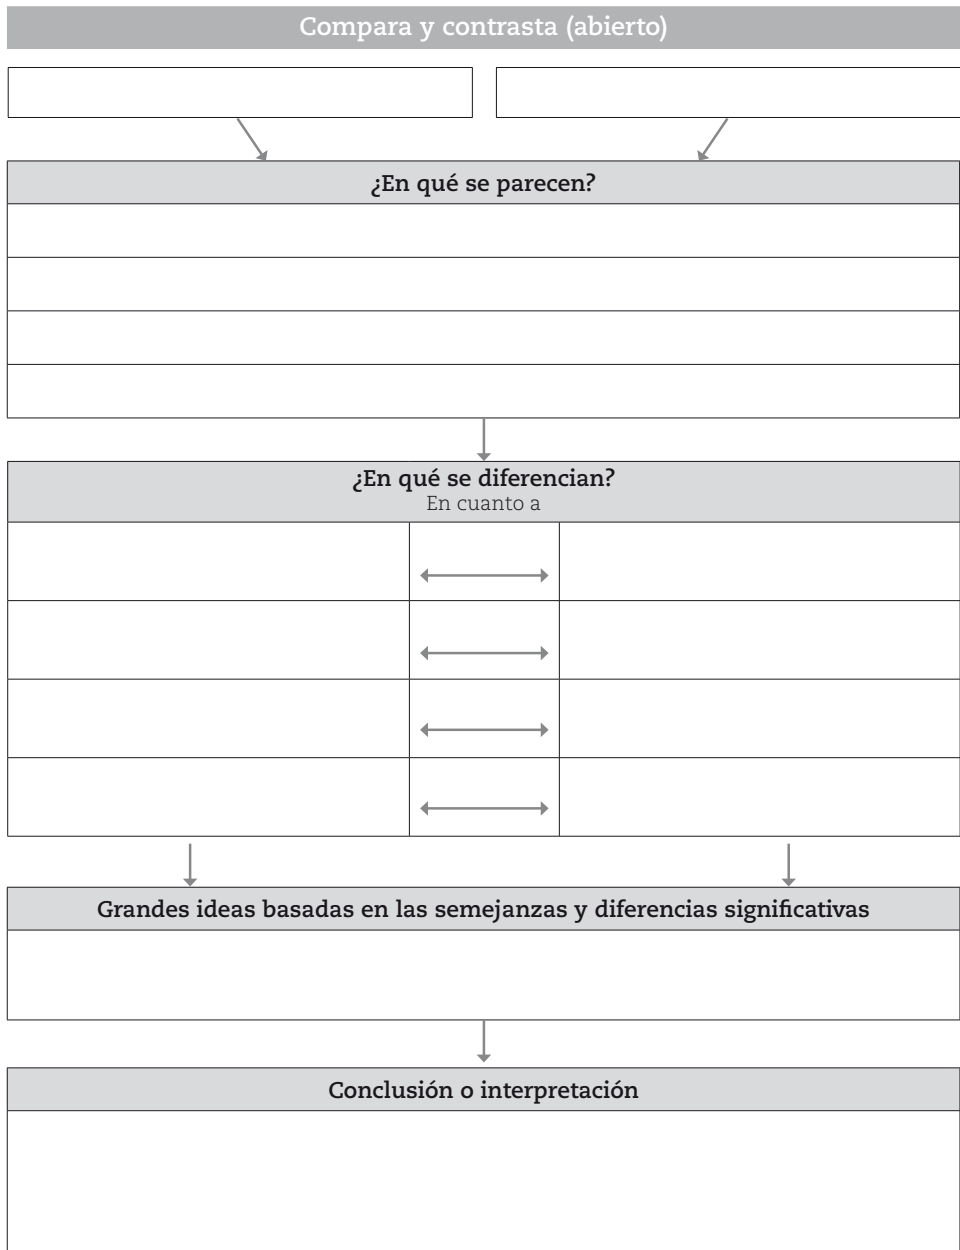 Compara y contrasta (abierto)
¿En qué se parecen?
¿En qué se diferencian?
En cuanto a
Grandes ideas basadas en las semejanzas y diferencias significativas
Conclusión o interpretación